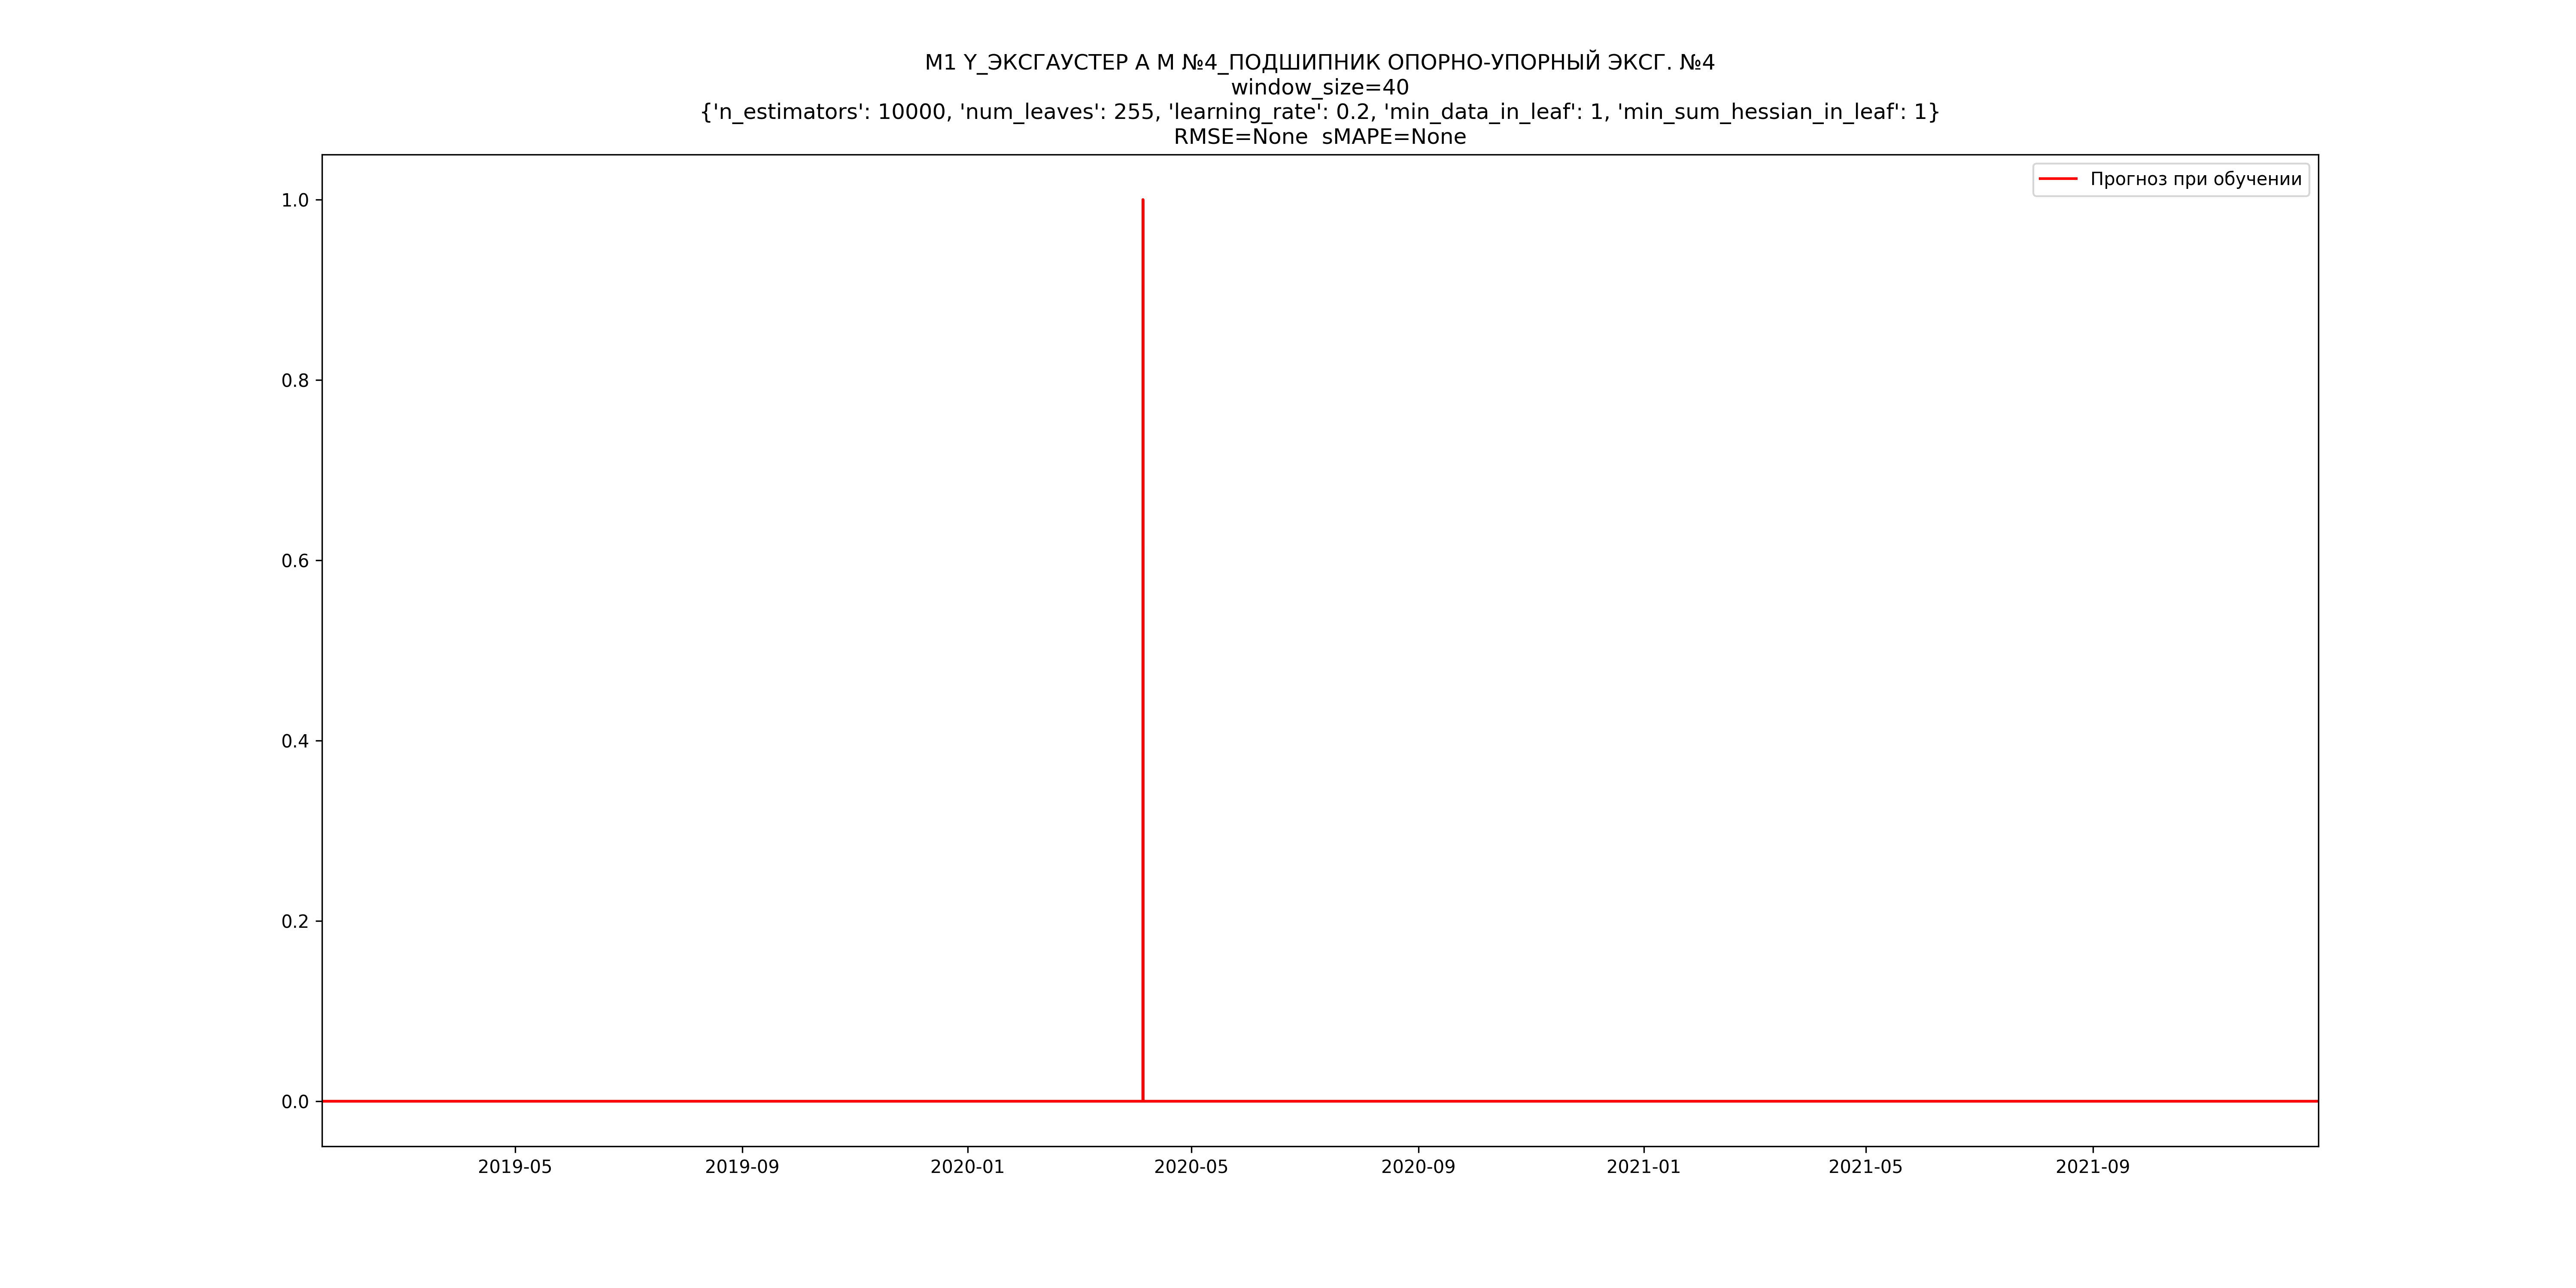 M1 Y_ЭКСГАУСТЕР А М №4_ПОДШИПНИК ОПОРНО-УПОРНЫЙ ЭКСГ. №4
window_size=40
{'n_estimators': 10000, 'num_leaves': 255, 'learning_rate': 0.2, 'min_data_in_leaf': 1, 'min_sum_hessian_in_leaf': 1}
RMSE=None  sMAPE=None
Прогноз при обучении
1.0
0.8
0.6
0.4
0.2
0.0
2019-05 2019-09 2020-01 2020-05 2020-09 2021-01 2021-05 2021-09